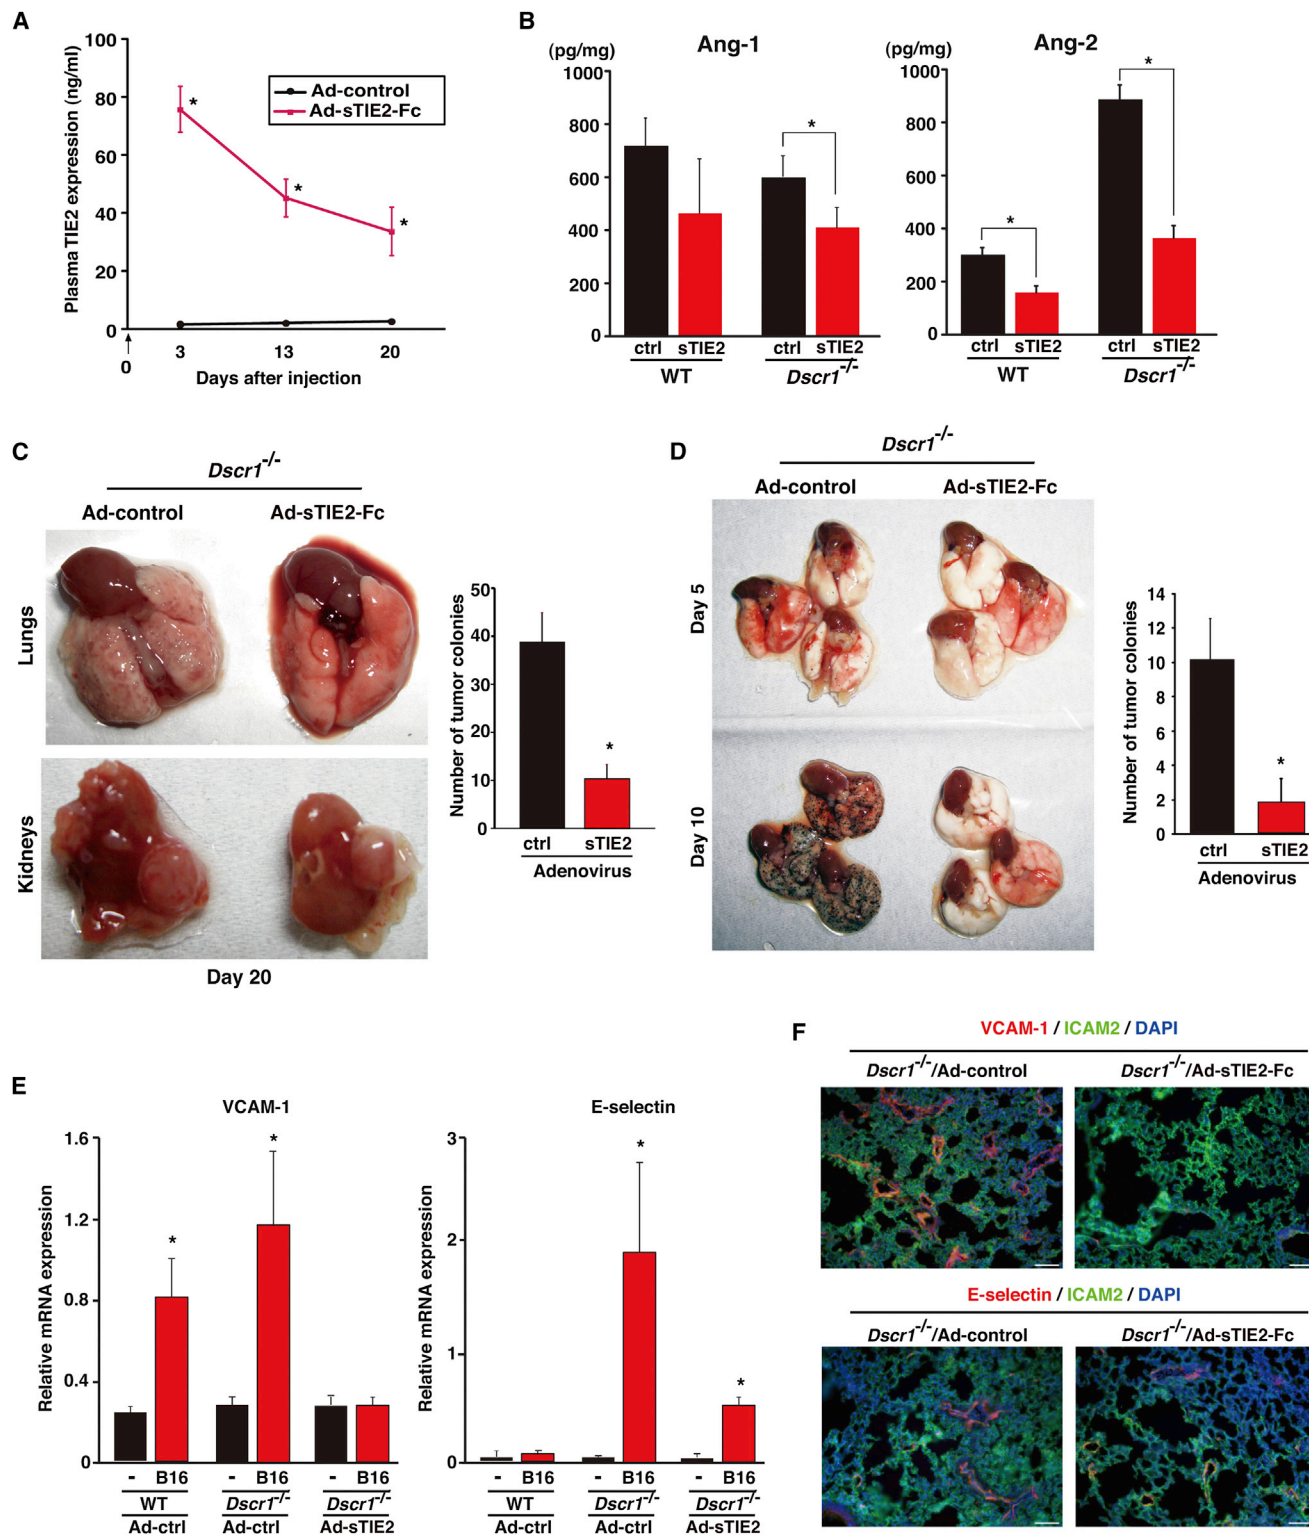 A
Plasma TIE2 expression (ng/ml)
100
80
60
40
20
0
Ad-control
Ad-sTIE2-Fc
*
*
*
0
3
13
20
Days after injection
B
(pg/mg)
Ang-1
1000
800
600
400
200
0
*
ctrl sTIE2 ctrl sTIE2
WT Dscr1-/-
(pg/mg)
Ang-2
1000
800
600
400
200
0
*
*
ctrl sTIE2 ctrl sTIE2
WT Dscr1-/-
C
Dscr1-/-
Ad-control Ad-sTIE2-Fc
Lungs
Kidneys
Day 20
Number of tumor colonies
50
40
30
20
10
0
*
ctrl sTIE2
Adenovirus
D
Dscr1-/-
Ad-control Ad-sTIE2-Fc
Day 5
Day 10
Number of tumor colonies
14
12
10
8
6
4
2
0
*
ctrl sTIE2
Adenovirus
E
VCAM-1
Relative mRNA expression
1.6
1.2
0.8
0.4
0
*
*
- B16 - B16 - B16
WT Dscr1-/- Dscr1-/-
Ad-ctrl Ad-ctrl Ad-sTIE2
E-selectin
Relative mRNA expression
3
2
1
0
*
*
- B16 - B16 - B16
WT Dscr1-/- Dscr1-/-
Ad-ctrl Ad-ctrl Ad-sTIE2
F
VCAM-1 / ICAM2 / DAPI
Dscr1-/-/Ad-control Dscr1-/-/Ad-sTIE2-Fc
E-selectin / ICAM2 / DAPI
Dscr1-/-/Ad-control Dscr1-/-/Ad-sTIE2-Fc